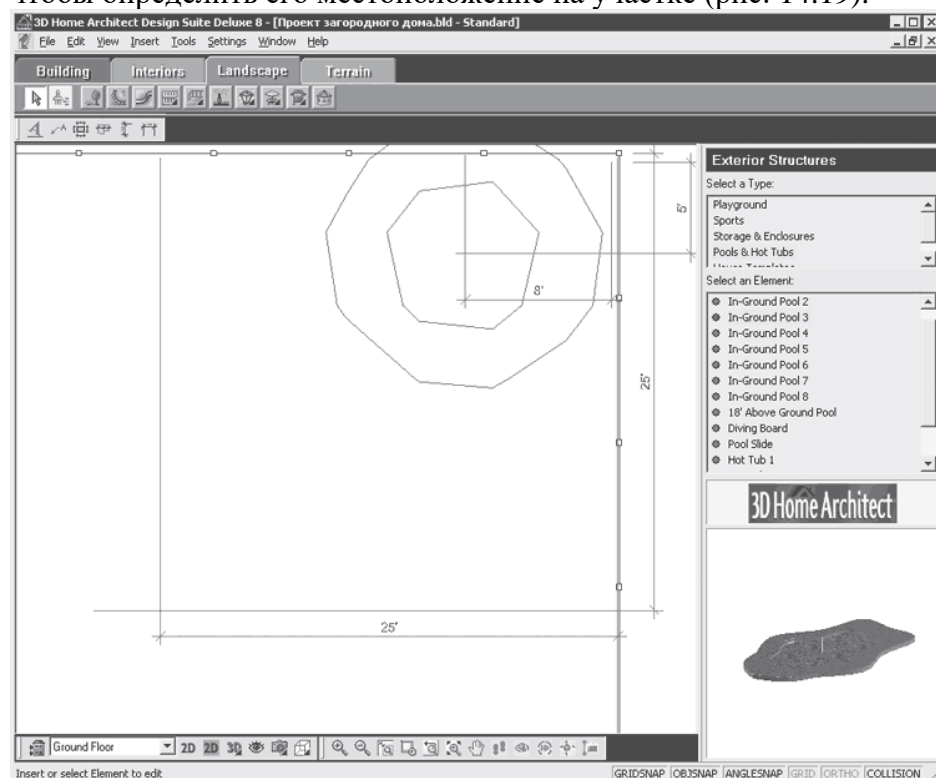 чтобы определить его местоположение на участке (рис. 14.19).
3D Home Architect Design Suite Deluxe 8 - [Проект загородного дома.bld - Standard]
File Edit View Insert Tools Settings Window Help
Building Interiors Landscape Terrain
Exterior Structures
Select a Type:
Playground
Sports
Storage & Enclosures
Pools & Hot Tubs
House Templates
5'
Select an Element:
In-Ground Pool 2
In-Ground Pool 3
In-Ground Pool 4
In-Ground Pool 5
In-Ground Pool 6
In-Ground Pool 7
In-Ground Pool 8
18' Above Ground Pool
Diving Board
Pool Slide
Hot Tub 1
8'
25'
3D Home Architect
25'
Ground Floor 2D 2D 3D
Insert or select Element to edit
GRIDSNAP OBJSNAP ANGLESNAP GRID ORTHO COLLISION